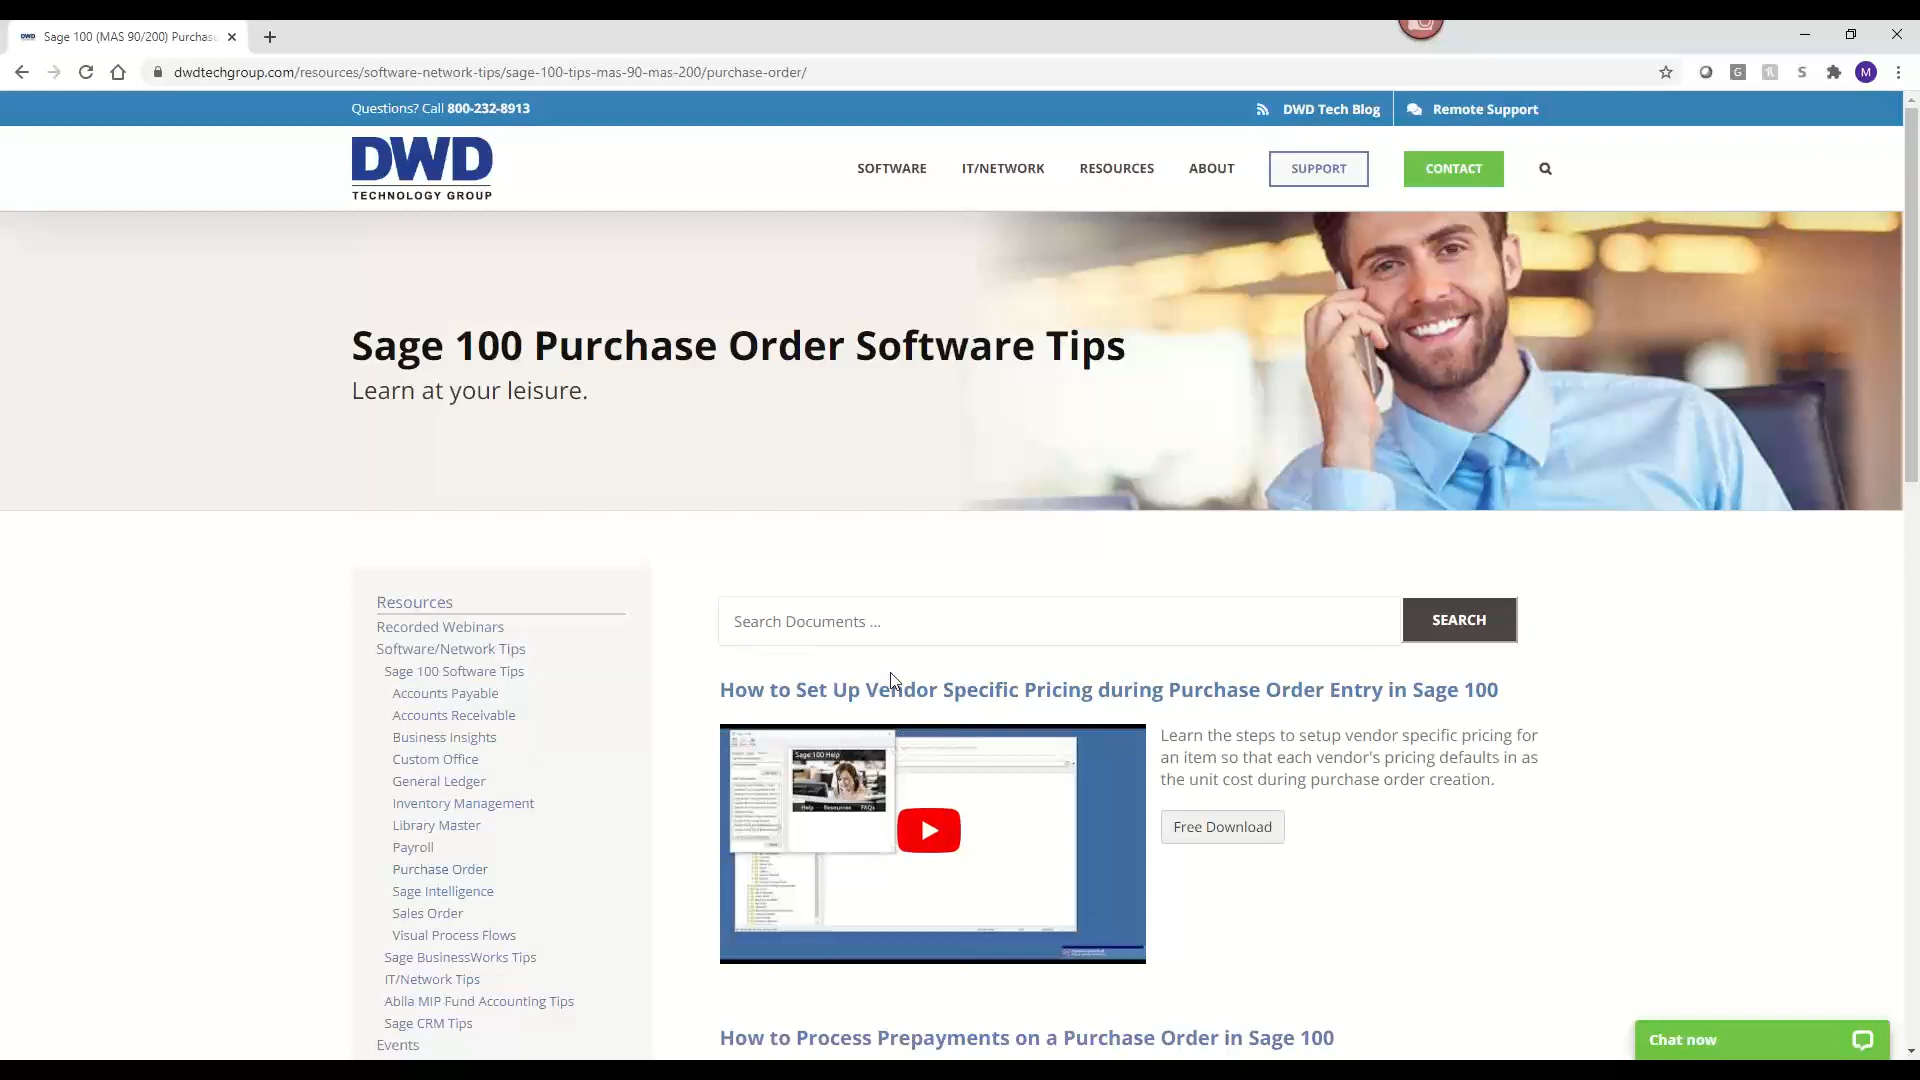 Sage 100 (MAS 90/200) Purchas
dwdtechgroup.com/resources/software-network-tips/sage-100-tips-mas-90-mas-200/purchase-order/
M
Questions? Call 800-232-8913
DWD Tech Blog
Remote Support
DWD
TECHNOLOGY GROUP
SOFTWARE
IT/NETWORK
RESOURCES
ABOUT
SUPPORT
CONTACT
Sage 100 Purchase Order Software Tips
Learn at your leisure.
Resources
Recorded Webinars
Software/Network Tips
Sage 100 Software Tips
Accounts Payable
Accounts Receivable
Business Insights
Custom Office
General Ledger
Inventory Management
Library Master
Payroll
Purchase Order
Sage Intelligence
Sales Order
Visual Process Flows
Sage BusinessWorks Tips
IT/Network Tips
Abila MIP Fund Accounting Tips
Sage CRM Tips
Events
Search Documents ...
SEARCH
How to Set Up Vendor Specific Pricing during Purchase Order Entry in Sage 100
Sage 100 Help
Help Resources FAQs
Learn the steps to setup vendor specific pricing for
an item so that each vendor's pricing defaults in as
the unit cost during purchase order creation.
Free Download
How to Process Prepayments on a Purchase Order in Sage 100
Chat now